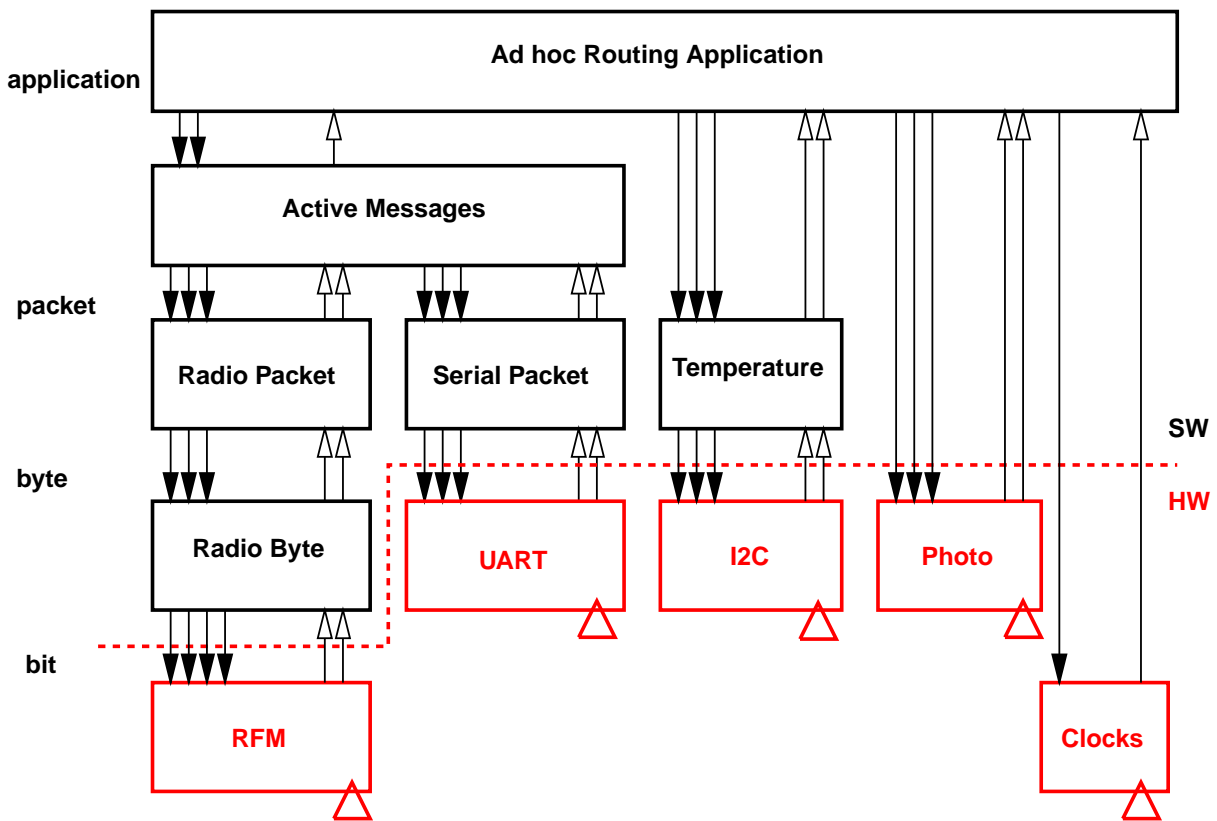 Ad hoc Routing Application
application
Active Messages
packet
Radio Packet
Serial Packet
Temperature
SW
byte
HW
Radio Byte
UART
I2C
Photo
bit
RFM
Clocks